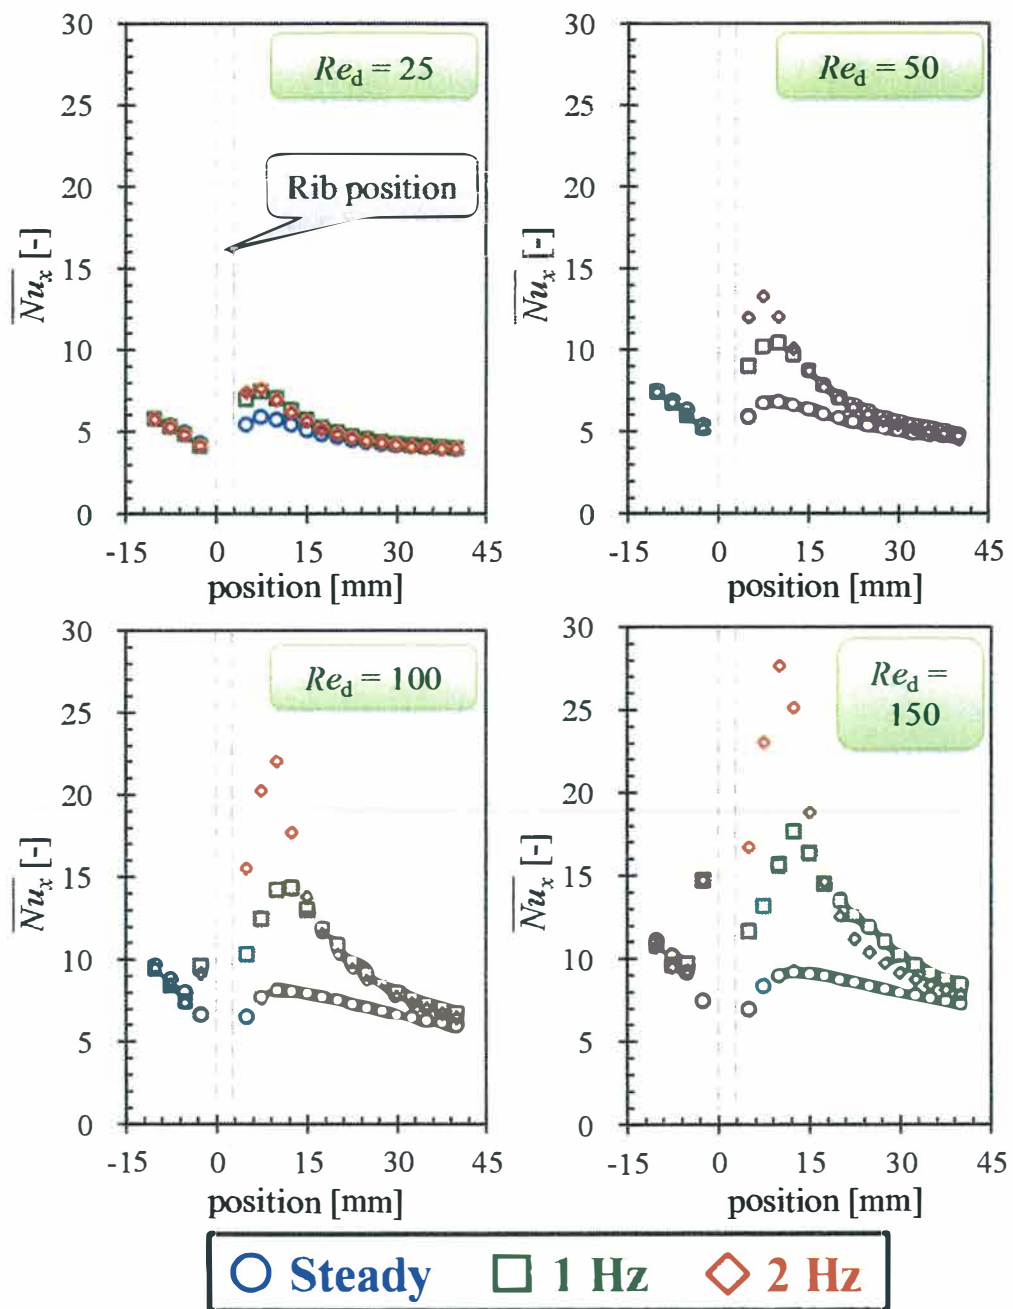 30
25
20
15
10
5
0
-15 0 15 30 45
position [mm]
Nu_x [-]
Re_d = 25
Rib position
30
25
20
15
10
5
0
-15 0 15 30 45
position [mm]
Nu_x [-]
Re_d = 50
30
25
20
15
10
5
0
-15 0 15 30 45
position [mm]
Nu_x [-]
Re_d = 100
30
25
20
15
10
5
0
-15 0 15 30 45
position [mm]
Nu_x [-]
Re_d =
150
Steady 1 Hz 2 Hz